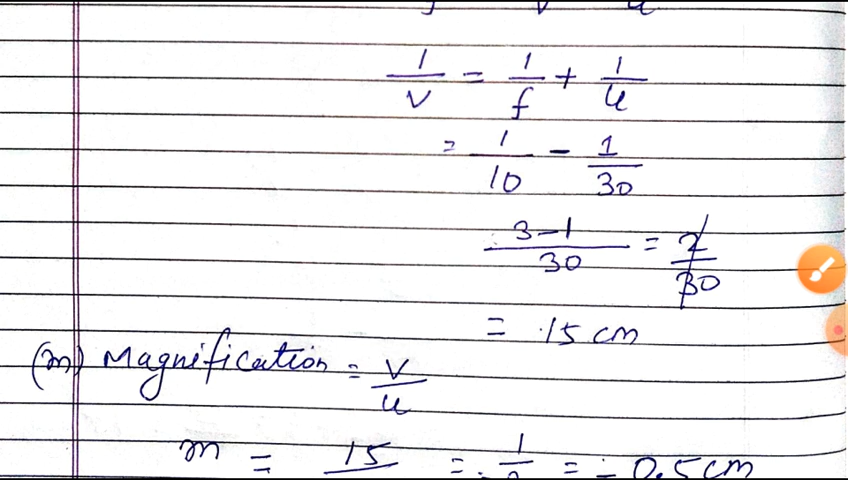 1/v = 1/f + 1/u
= 1/10 - 1/30
3-1/30 = 2/30
= 15 cm
(m) Magnification = v/u
m = 15 = - 1 = - 0.5 cm